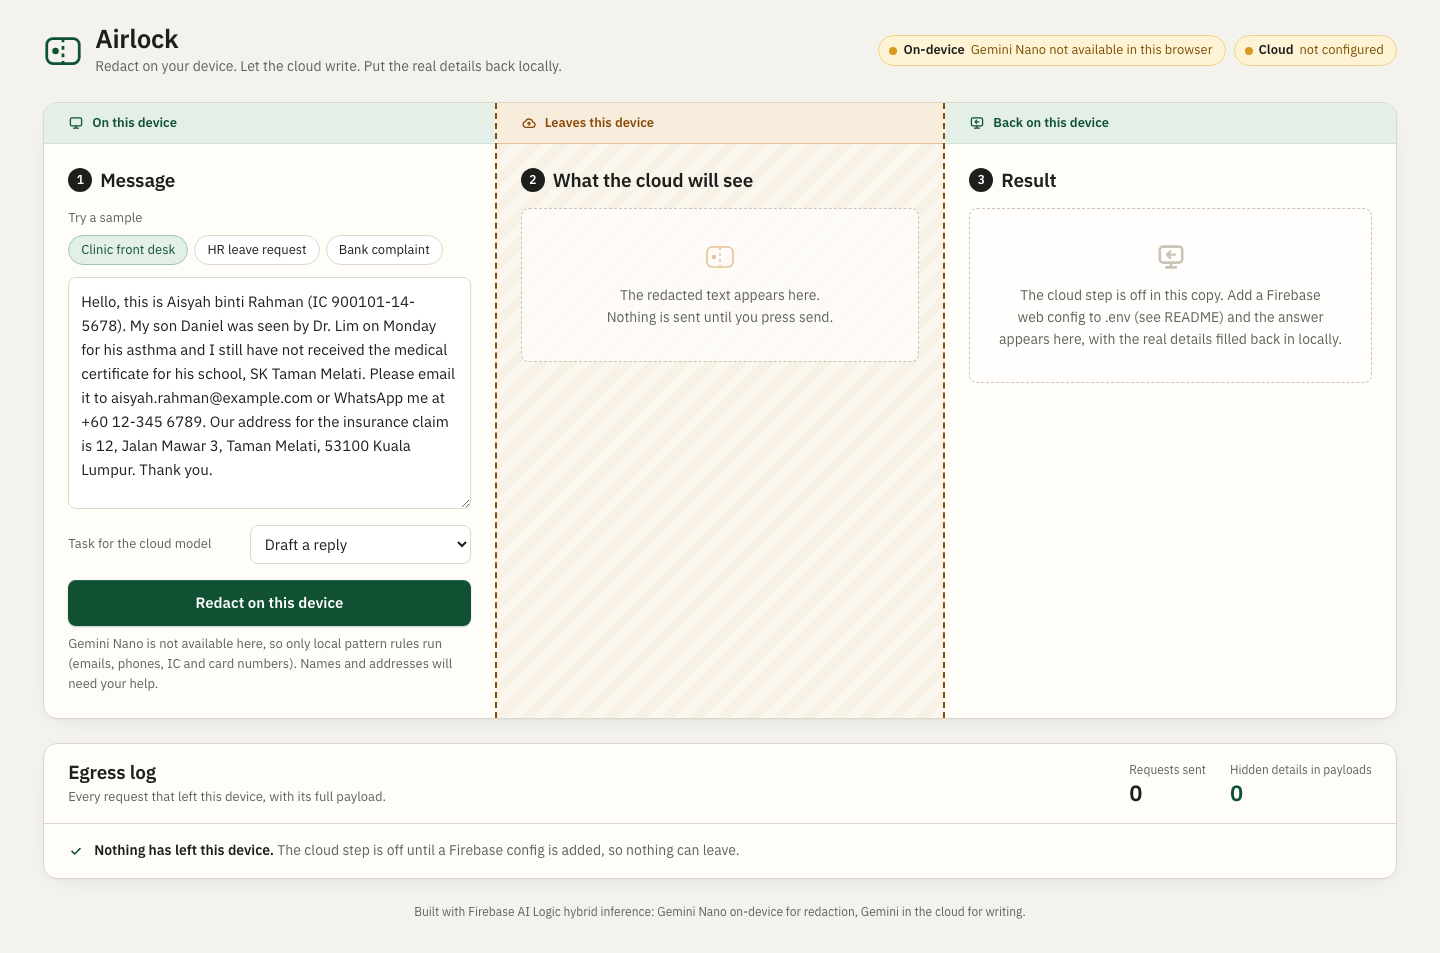 Airlock
Redact on your device. Let the cloud write. Put the real details back locally.
On-device Gemini Nano not available in this browser
Cloud not configured
On this device
1 Message
Try a sample
Clinic front desk
HR leave request
Bank complaint
Hello, this is Aisyah binti Rahman (IC 900101-14-
5678). My son Daniel was seen by Dr. Lim on Monday
for his asthma and I still have not received the medical
certificate for his school, SK Taman Melati. Please email
it to aisyah.rahman@example.com or WhatsApp me at
+60 12-345 6789. Our address for the insurance claim
is 12, Jalan Mawar 3, Taman Melati, 53100 Kuala
Lumpur. Thank you.
Task for the cloud model
Draft a reply
Redact on this device
Gemini Nano is not available here, so only local pattern rules run
(emails, phones, IC and card numbers). Names and addresses will
need your help.
Leaves this device
2 What the cloud will see
The redacted text appears here.
Nothing is sent until you press send.
Back on this device
3 Result
The cloud step is off in this copy. Add a Firebase
web config to .env (see README) and the answer
appears here, with the real details filled back in locally.
Egress log
Every request that left this device, with its full payload.
Requests sent
0
Hidden details in payloads
0
Nothing has left this device. The cloud step is off until a Firebase config is added, so nothing can leave.
Built with Firebase AI Logic hybrid inference: Gemini Nano on-device for redaction, Gemini in the cloud for writing.